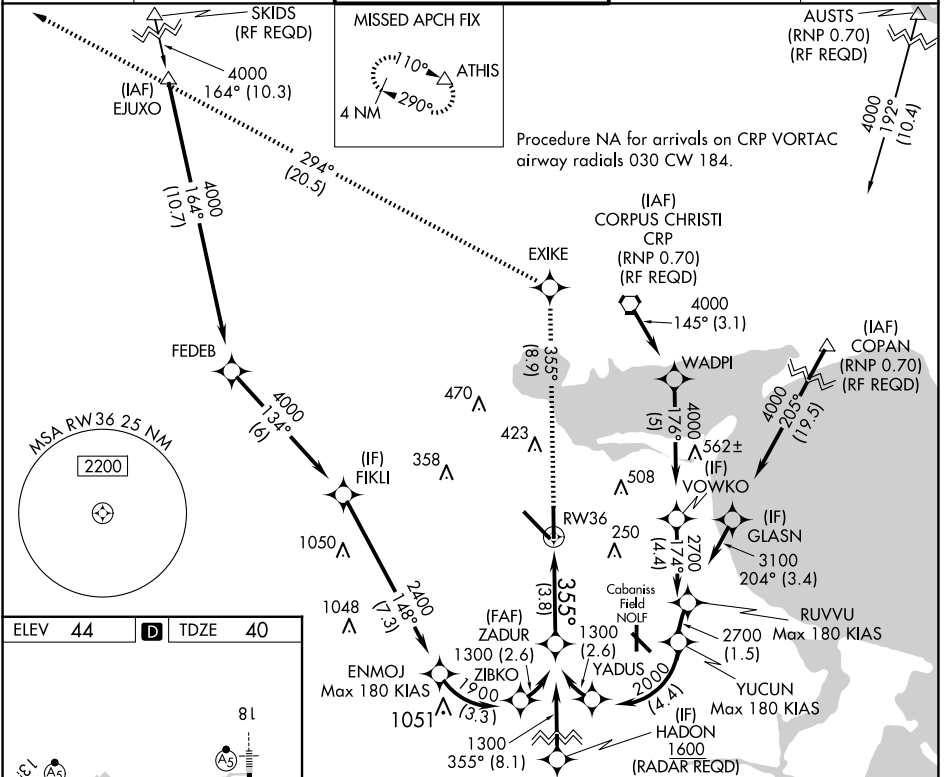 SKIDS
(RF REQD)
4000
164° (10.3)
(IAF)
EJUXO
MISSED APCH FIX
110°
ATHIS
290°
4 NM
AUSTS
(RNP 0.70)
(RF REQD)
4000
192°
(10.4)
Procedure NA for arrivals on CRP VORTAC
airway radials 030 CW 184.
294°
(20.5)
4000
164°
(10.7)
(IAF)
CORPUS CHRISTI
CRP
(RNP 0.70)
(RF REQD)
EXIKE
4000
145° (3.1)
(IAF)
COPAN
(RNP 0.70)
(RF REQD)
FEDEB
355°
(8.9)
WADPI
4000
134°
(6)
4000
176°
(5)
4000
205°
(19.5)
470
423
562±
MSA RW36 25 NM
2200
(IF)
FIKLI
358
508
(IF)
VOWKO
RW36
(IF)
GLASN
1050
250
2700
174°
(4.4)
3100
204° (3.4)
2400
148°
(7.3)
355°
(3.8)
Cabaniss
Field
NOLF
1048
RUVVU
Max 180 KIAS
ELEV 44
D
TDZE 40
(FAF)
ZADUR
1300 (2.6)
1300
(2.6)
2700
(1.5)
ENMOJ
Max 180 KIAS
ZIBKO
YADUS
YUCUN
Max 180 KIAS
1900
(3.3)
2000
(4.4)
1051
(IF)
HADON
1600
(RADAR REQD)
1300
355° (8.1)
18
A5
13
A5